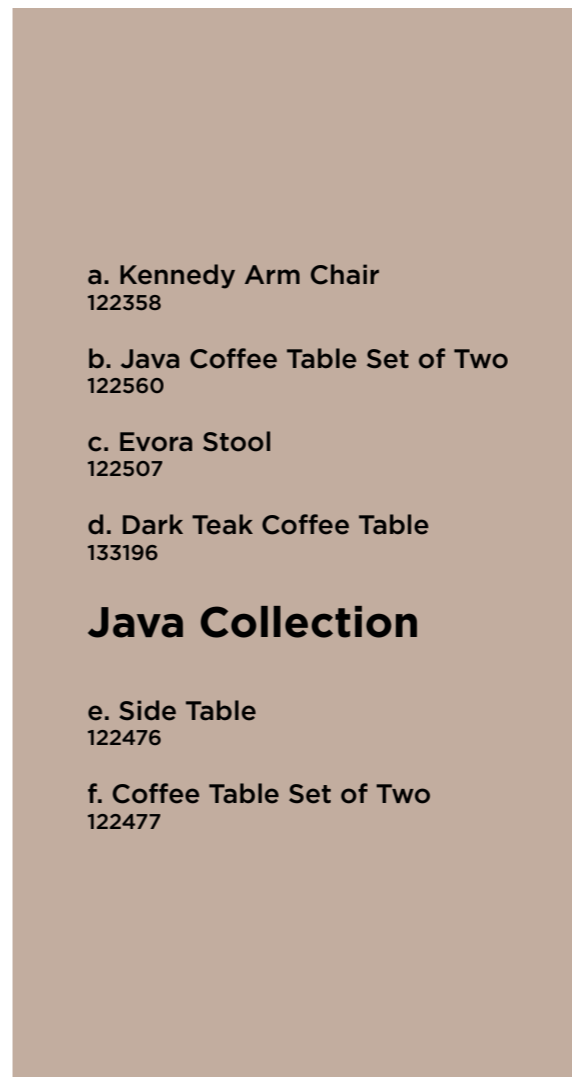 a. Kennedy Arm Chair
122358
b. Java Coffee Table Set of Two
122560
c. Evora Stool
122507
d. Dark Teak Coffee Table
133196
Java Collection
e. Side Table
122476
f. Coffee Table Set of Two
122477